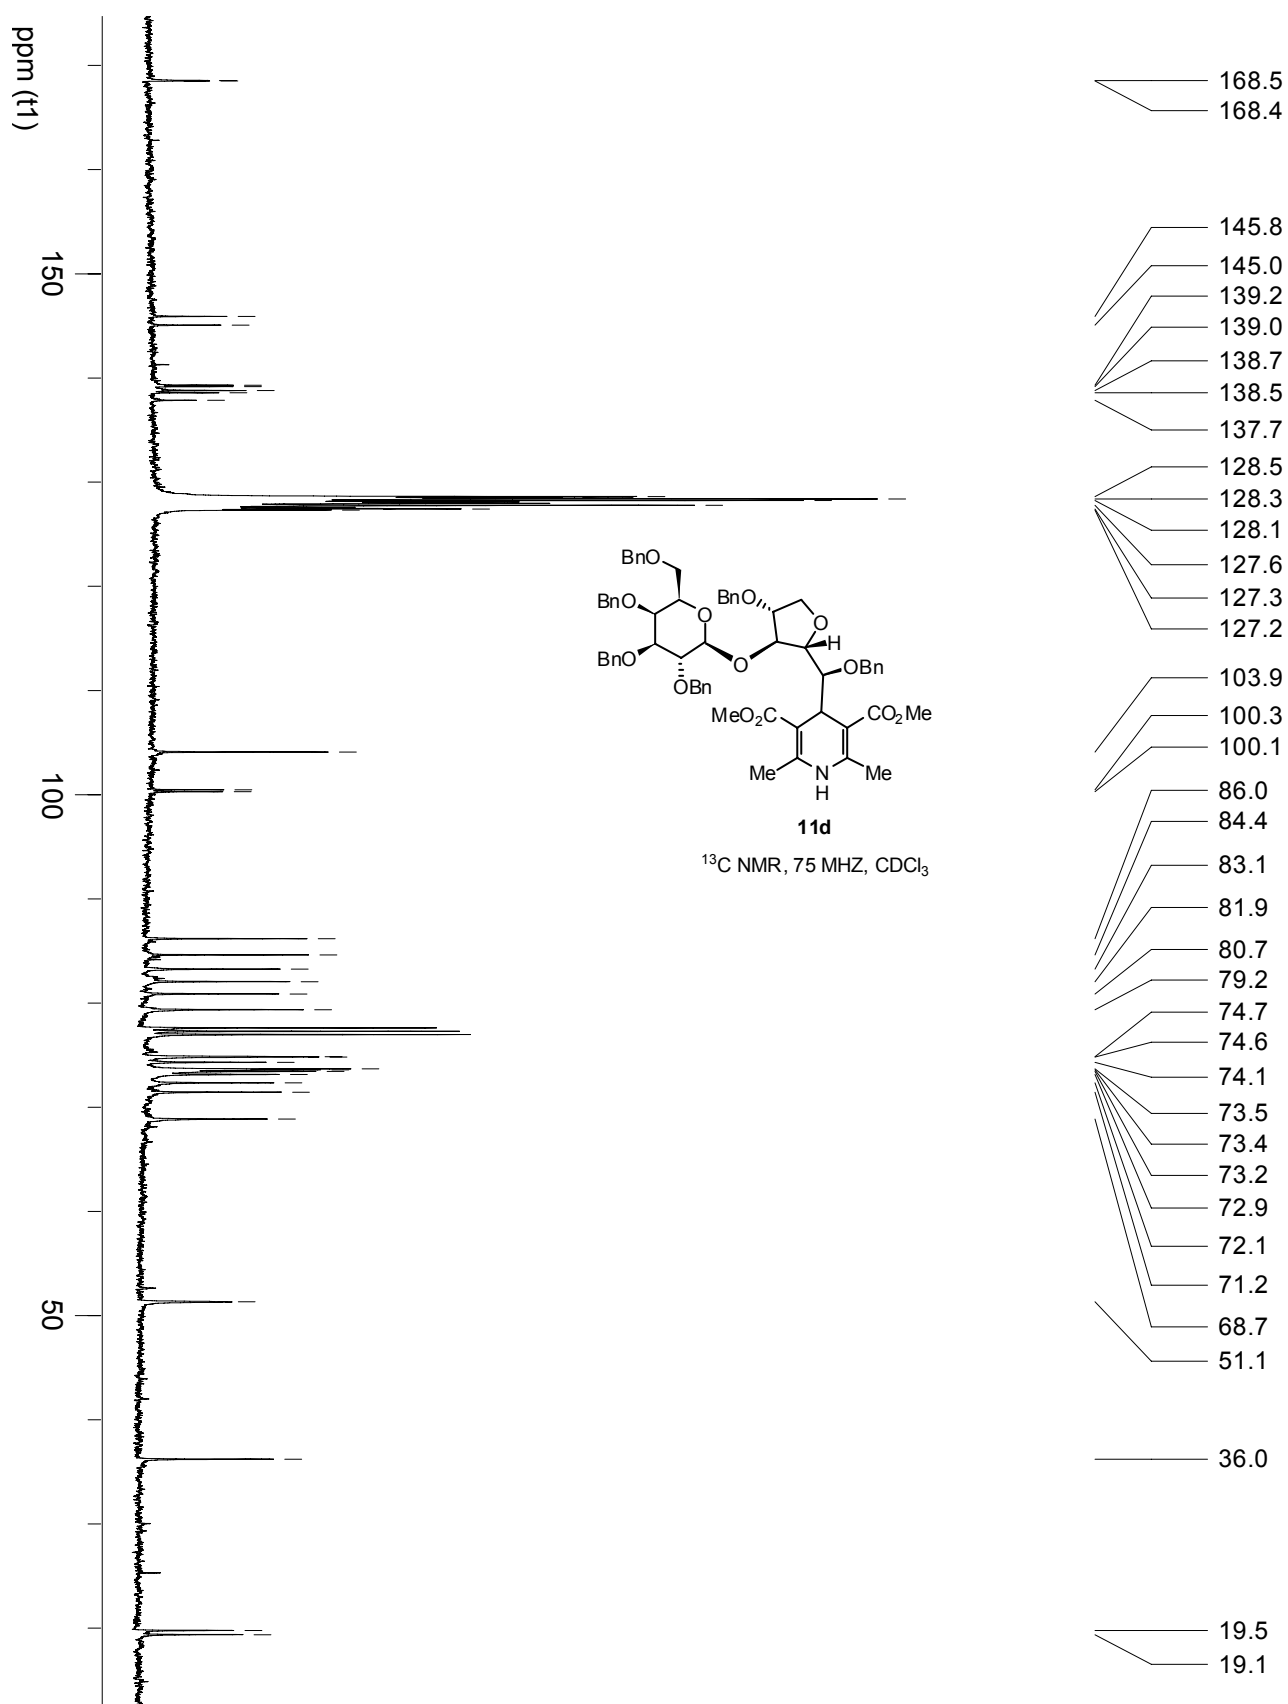 ppm (t1)
150
100
50
168.5
168.4
145.8
145.0
139.2
139.0
138.7
138.5
137.7
128.5
128.3
128.1
127.6
127.3
127.2
103.9
100.3
100.1
86.0
84.4
83.1
81.9
80.7
79.2
74.7
74.6
74.1
73.5
73.4
73.2
72.9
72.1
71.2
68.7
51.1
36.0
19.5
19.1
BnO
BnO
BnO
O
BnO
O
O
H
OBn
OBn
MeO₂C
CO₂Me
Me
N
H
Me
11d
¹³C NMR, 75 MHZ, CDCl₃